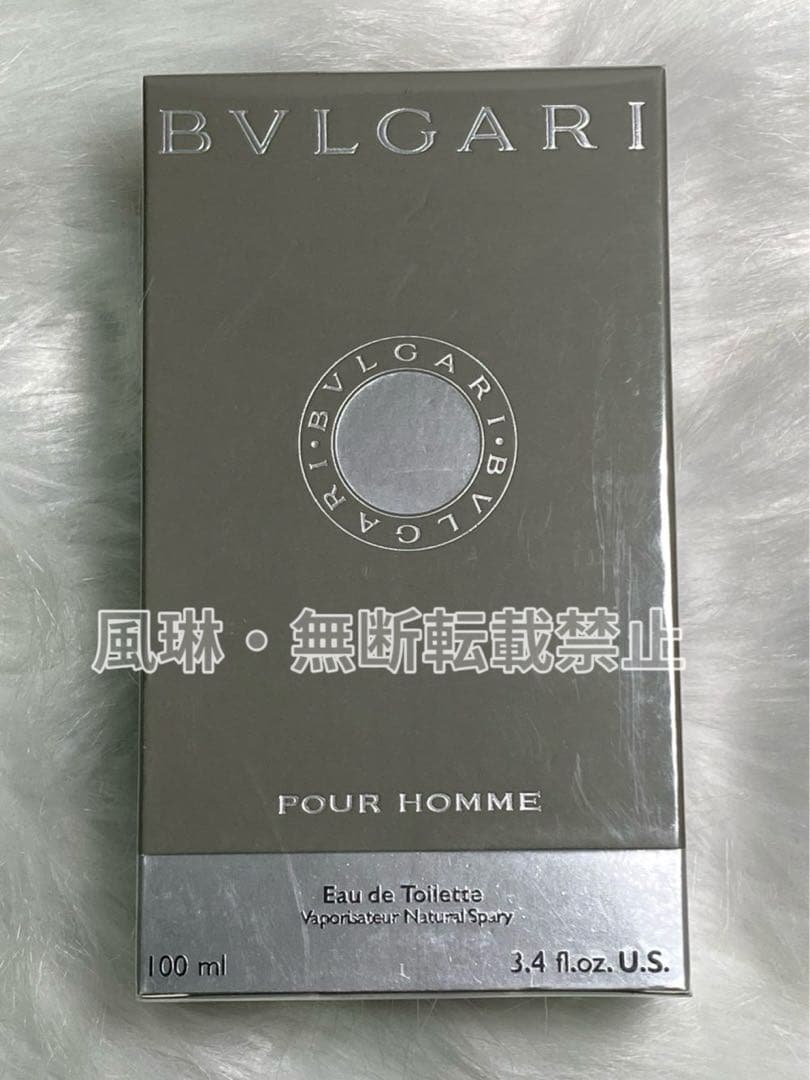 BVLGARI
BVLGARI · BVLGARI ·
風琳・無断転載禁止
POUR HOMME
Eau de Toilette
Vaporisateur Natural Spary
100 ml
3.4 fl.oz. U.S.